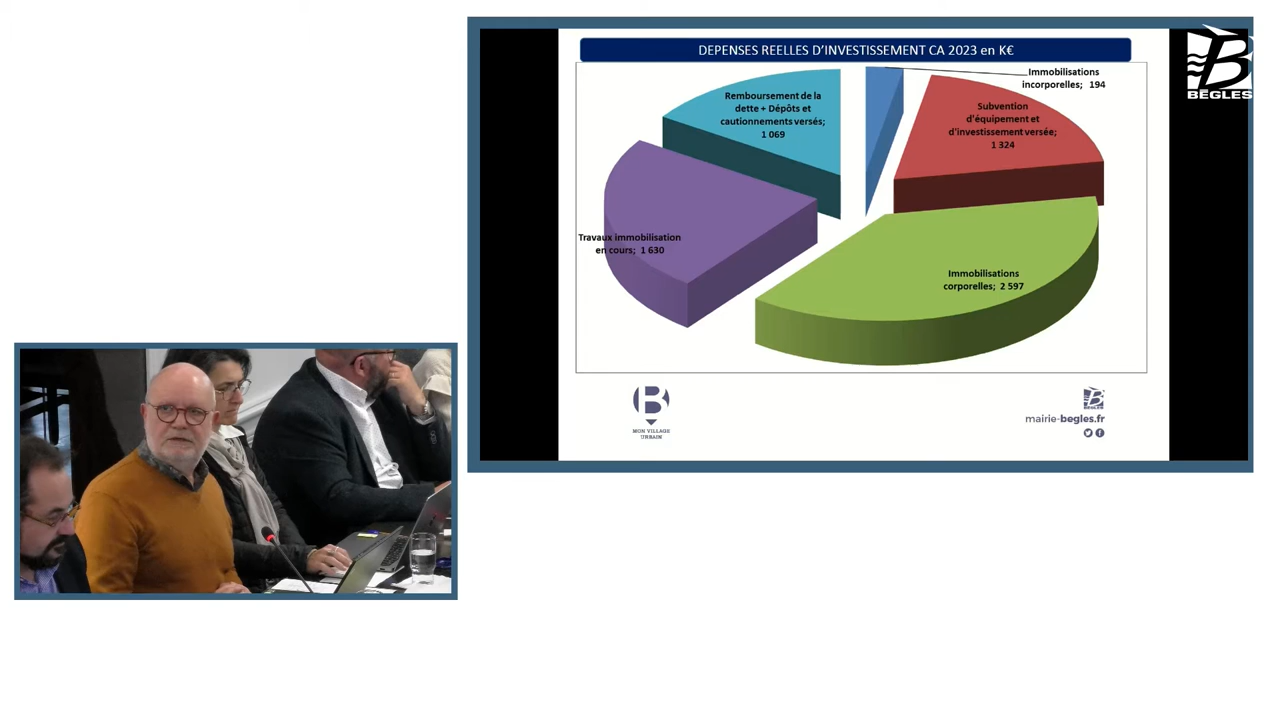 DEPENSES REELLES D'INVESTISSEMENT CA 2023 en K€
Immobilisations
incorporelles; 194
Remboursement de la
dette + Dépôts et
cautionnements versés;
1 069
Subvention
d'équipement et
d'investissement versée;
1 324
Travaux immobilisation
en cours; 1 630
Immobilisations
corporelles; 2 597
B
MON VILLAGE
URBAIN
BEGLES
mairie-begles.fr
B
BÈGLES